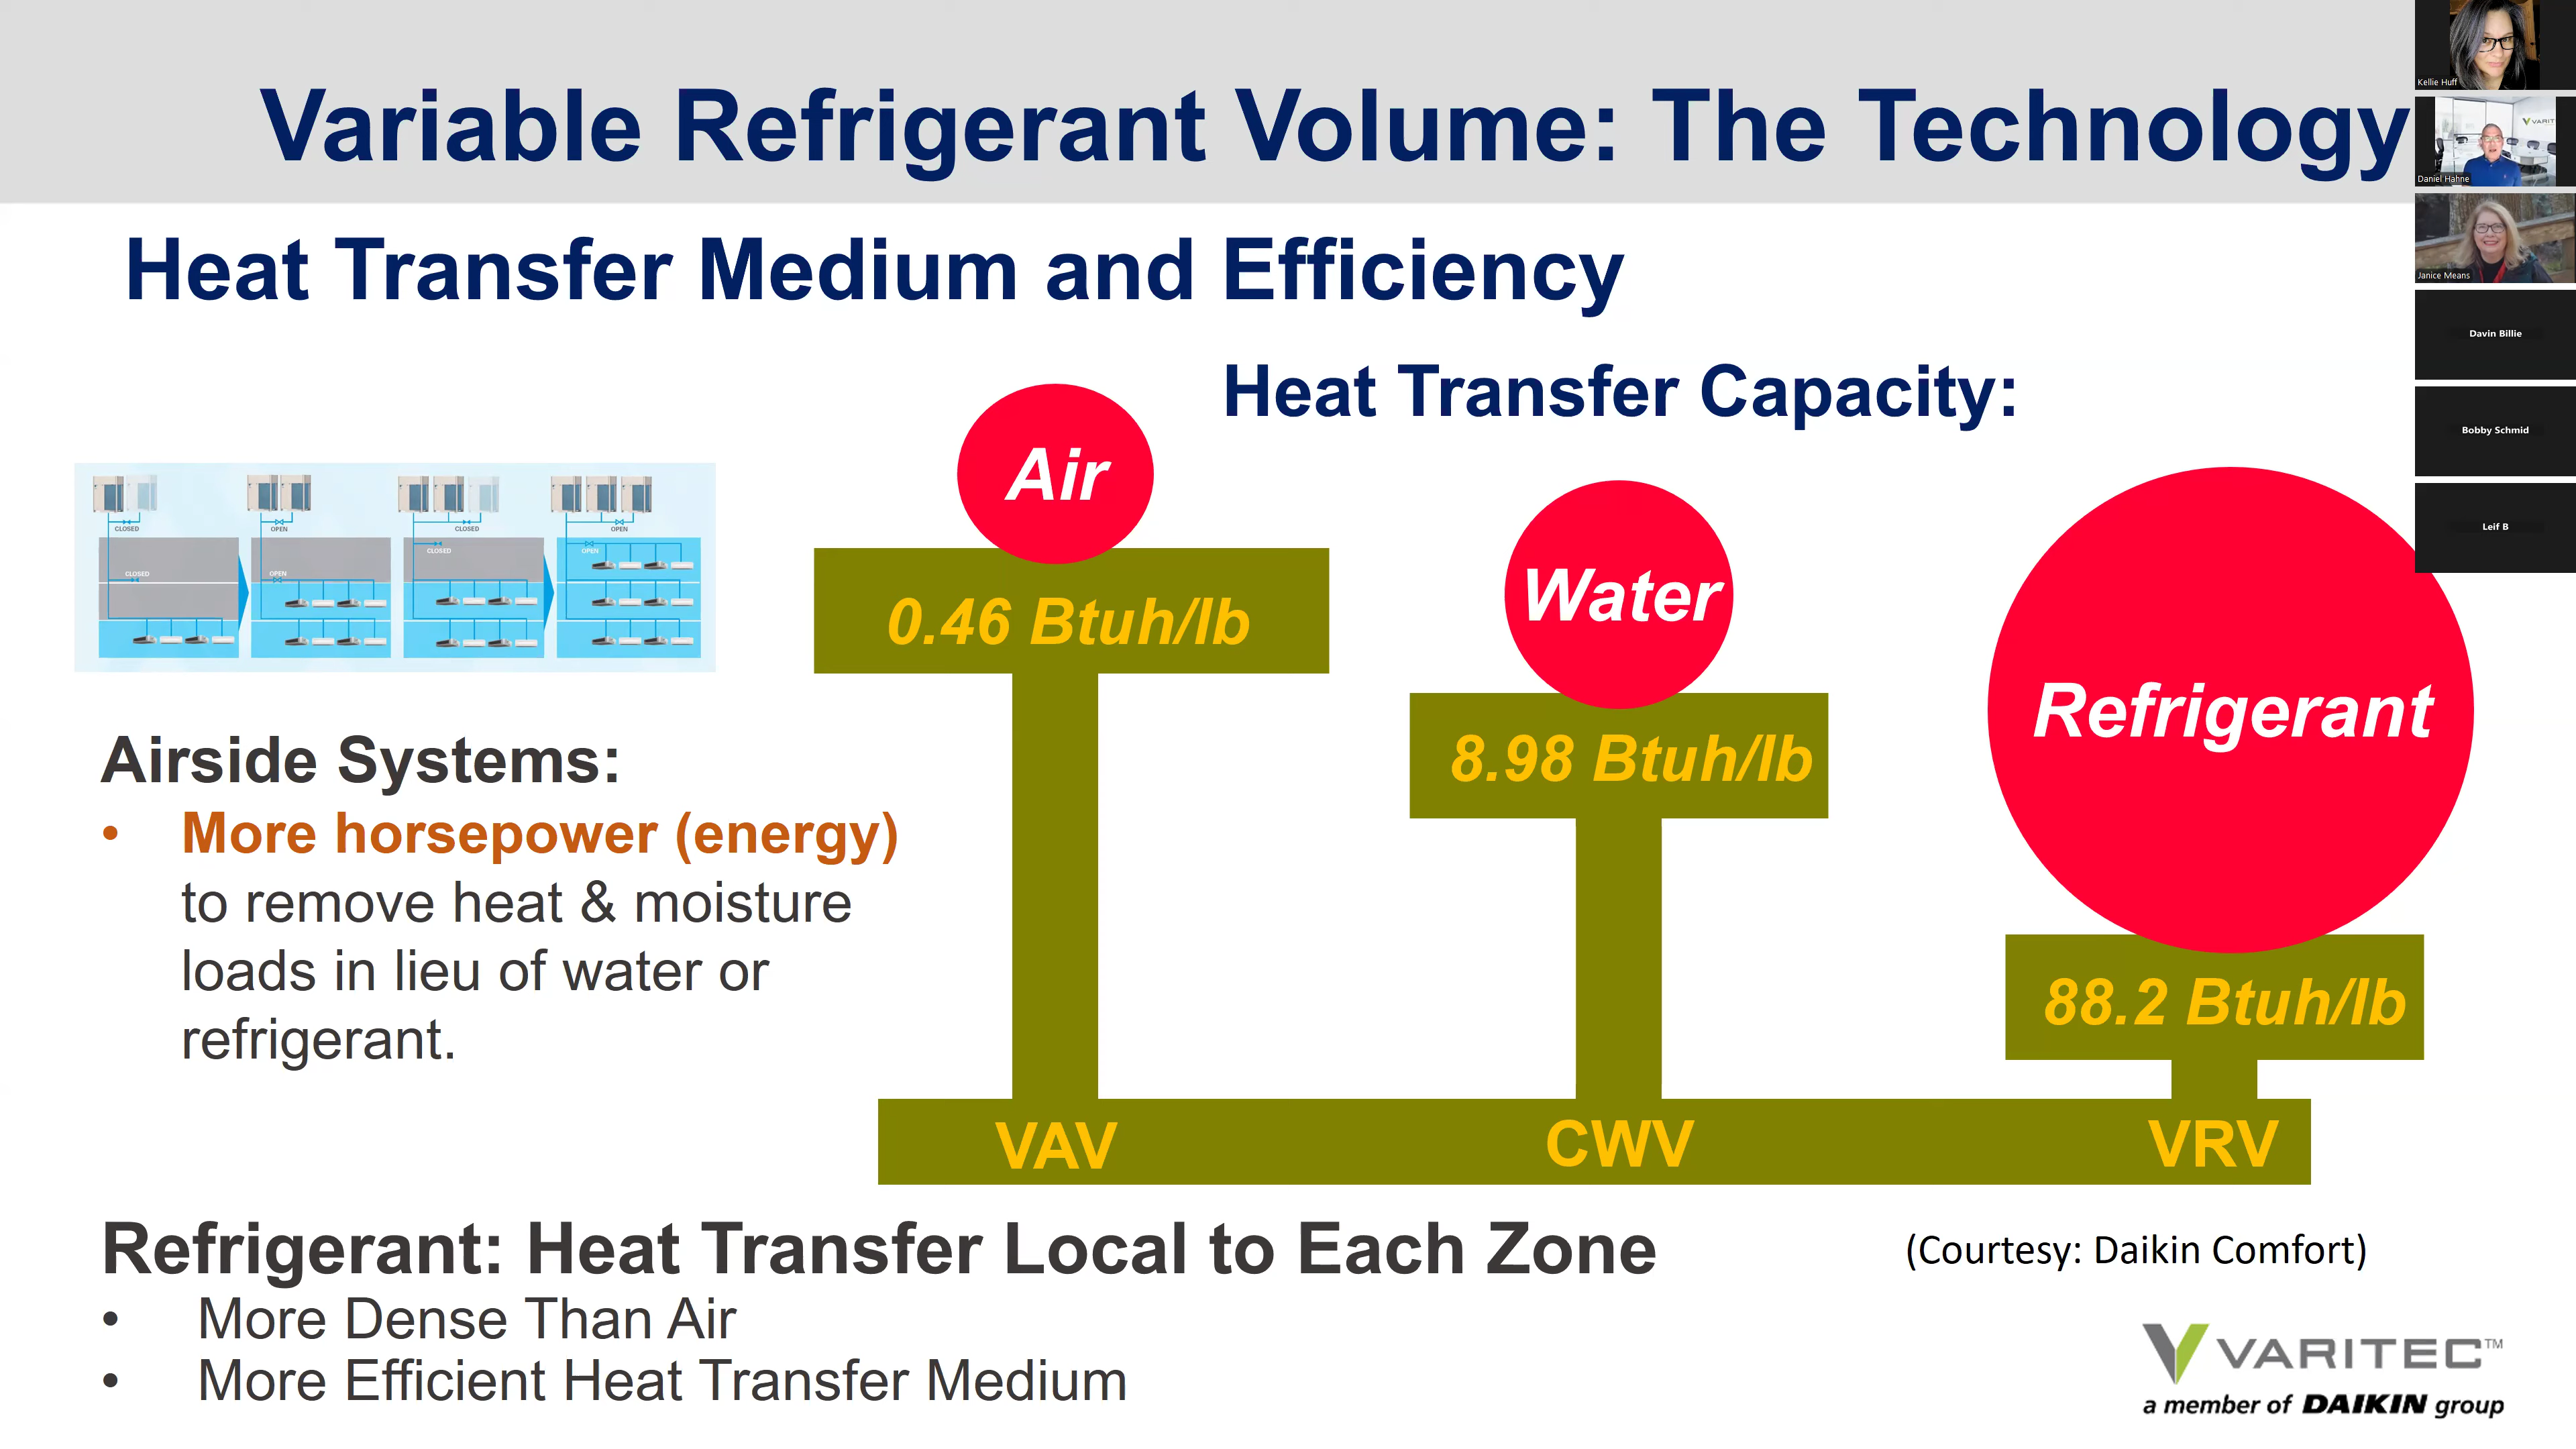 Variable Refrigerant Volume: The Technology
Heat Transfer Medium and Efficiency
Heat Transfer Capacity:
Air
Water
Refrigerant
0.46 Btuh/lb
8.98 Btuh/lb
88.2 Btuh/lb
VAV
CWV
VRV
CLOSED
CLOSED
OPEN
OPEN
CLOSED
CLOSED
OPEN
OPEN
Airside Systems:
• More horsepower (energy)
to remove heat & moisture
loads in lieu of water or
refrigerant.
Refrigerant: Heat Transfer Local to Each Zone
• More Dense Than Air
• More Efficient Heat Transfer Medium
(Courtesy: Daikin Comfort)
VARITEC™
a member of DAIKIN group
Kellie Huff
VARITE
Daniel Hahne
Janice Means
Davin Billie
Bobby Schmid
Leif B